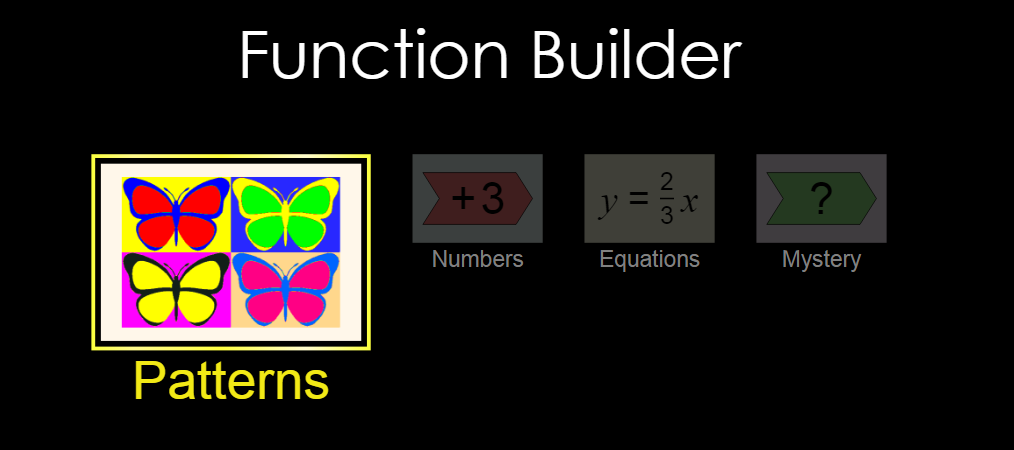 Function Builder
+3
y = 2/3 x
?
Numbers
Equations
Mystery
Patterns